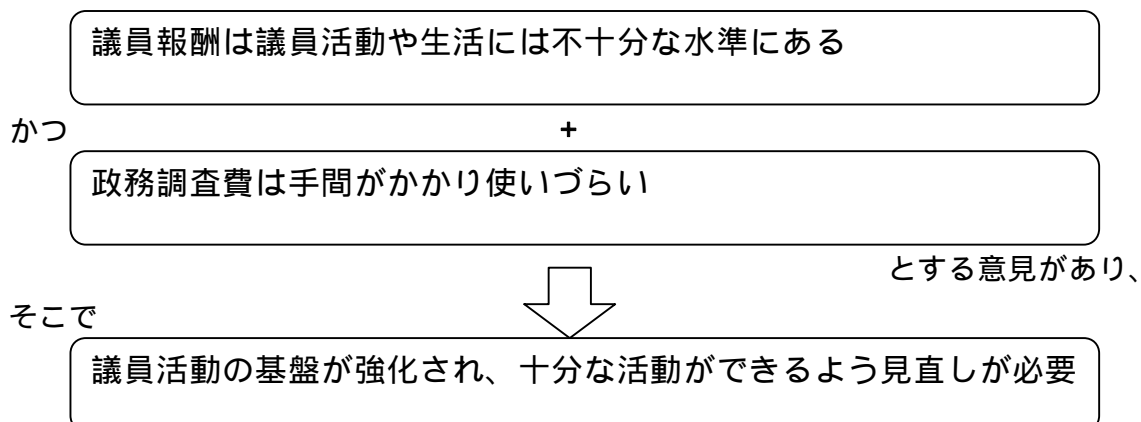 議員報酬は議員活動や生活には不十分な水準にある
かつ
+
政務調査費は手間がかかり使いづらい
とする意見があり、
そこで
議員活動の基盤が強化され、十分な活動ができるよう見直しが必要